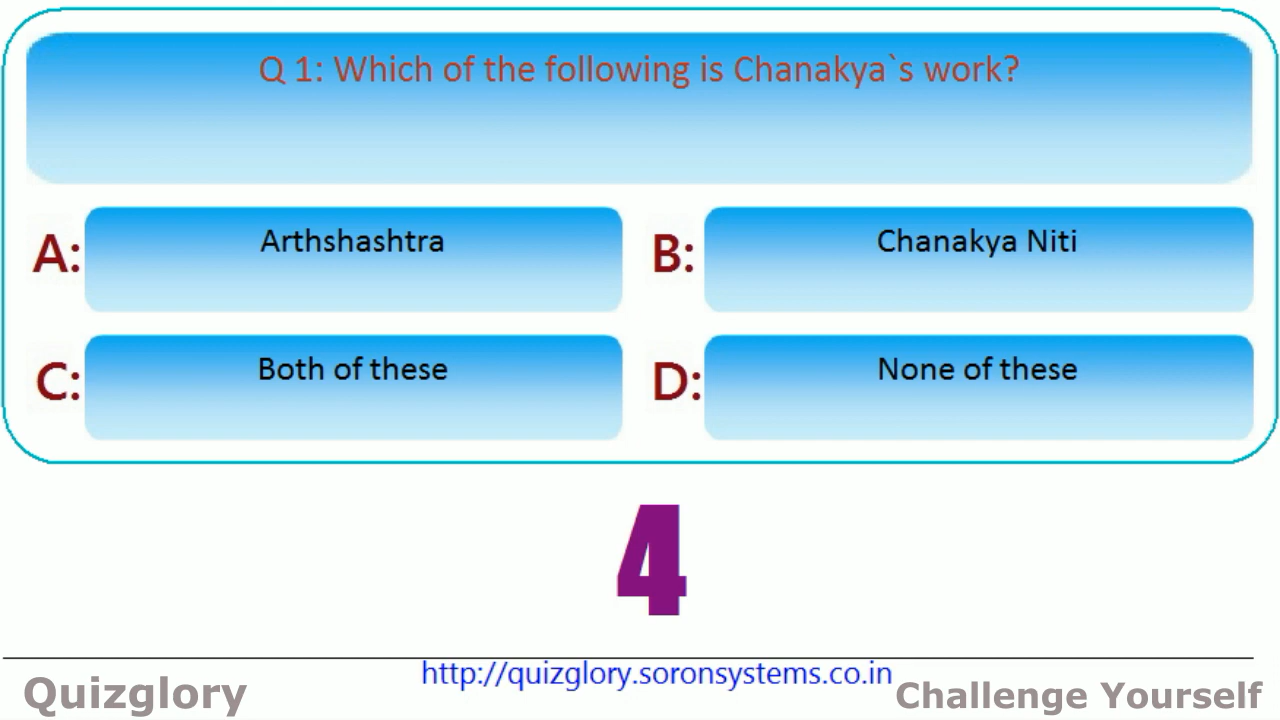 Q 1: Which of the following is Chanakya`s work?
A: Arthshashtra
B: Chanakya Niti
C: Both of these
D: None of these
4
http://quizglory.soronsystems.co.in
Quizglory
Challenge Yourself